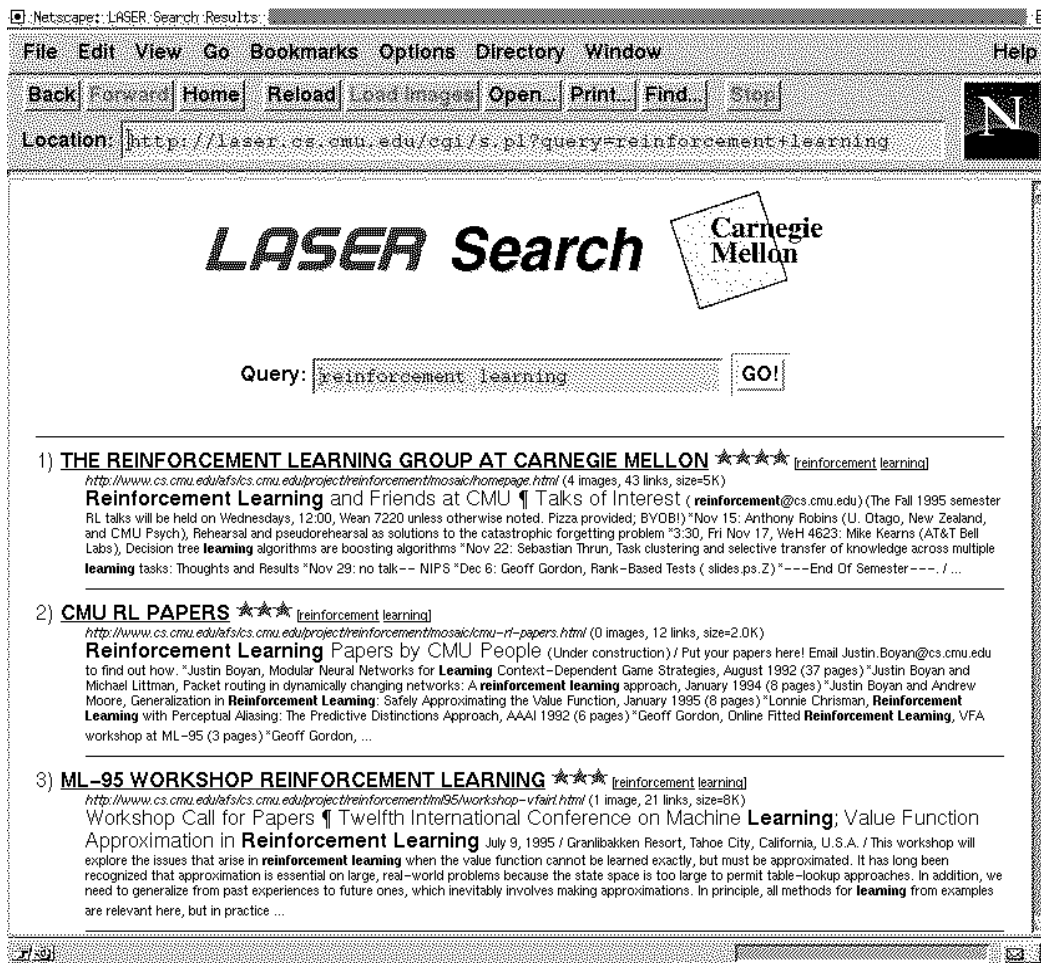 Netscape: LASER Search Results
File Edit View Go Bookmarks Options Directory Window Help
Back Forward Home Reload Load Images Open... Print... Find... Stop
N
Location: http://laser.cs.cmu.edu/cgi/s.pl?query=reinforcement+learning
LASER Search
Carnegie
Mellon
Query: reinforcement learning GO!
1) THE REINFORCEMENT LEARNING GROUP AT CARNEGIE MELLON [reinforcement learning]
http://www.cs.cmu.edu/afs/cs.cmu.edu/project/reinforcement/mosaic/homepage.html (4 images, 43 links, size=5K)
Reinforcement Learning and Friends at CMU ¶ Talks of Interest ( reinforcement@cs.cmu.edu) (The Fall 1995 semester
RL talks will be held on Wednesdays, 12:00, Wean 7220 unless otherwise noted. Pizza provided; BYOB!) *Nov 15: Anthony Robins (U. Otago, New Zealand,
and CMU Psych), Rehearsal and pseudorehearsal as solutions to the catastrophic forgetting problem *3:30, Fri Nov 17, WeH 4623: Mike Kearns (AT&T Bell
Labs), Decision tree learning algorithms are boosting algorithms *Nov 22: Sebastian Thrun, Task clustering and selective transfer of knowledge across multiple
learning tasks: Thoughts and Results *Nov 29: no talk-- NIPS *Dec 6: Geoff Gordon, Rank-Based Tests ( slides.ps.Z) *---End Of Semester---. / ...
2) CMU RL PAPERS [reinforcement learning]
http://www.cs.cmu.edu/afs/cs.cmu.edu/project/reinforcement/mosaic/cmu-rl-papers.html (0 images, 12 links, size=2.0K)
Reinforcement Learning Papers by CMU People (Under construction) / Put your papers here! Email Justin.Boyan@cs.cmu.edu
to find out how. *Justin Boyan, Modular Neural Networks for Learning Context-Dependent Game Strategies, August 1992 (37 pages) *Justin Boyan and
Michael Littman, Packet routing in dynamically changing networks: A reinforcement learning approach, January 1994 (8 pages) *Justin Boyan and Andrew
Moore, Generalization in Reinforcement Learning: Safely Approximating the Value Function, January 1995 (8 pages) *Lonnie Chrisman, Reinforcement
Learning with Perceptual Aliasing: The Predictive Distinctions Approach, AAAI 1992 (6 pages) *Geoff Gordon, Online Fitted Reinforcement Learning, VFA
workshop at ML-95 (3 pages) *Geoff Gordon, ...
3) ML-95 WORKSHOP REINFORCEMENT LEARNING [reinforcement learning]
http://www.cs.cmu.edu/afs/cs.cmu.edu/project/reinforcement/ml95/workshop-vfairl.html (1 image, 21 links, size=8K)
Workshop Call for Papers ¶ Twelfth International Conference on Machine Learning; Value Function
Approximation in Reinforcement Learning July 9, 1995 / Granlibakken Resort, Tahoe City, California, U.S.A. / This workshop will
explore the issues that arise in reinforcement learning when the value function cannot be learned exactly, but must be approximated. It has long been
recognized that approximation is essential on large, real-world problems because the state space is too large to permit table-lookup approaches. In addition, we
need to generalize from past experiences to future ones, which inevitably involves making approximations. In principle, all methods for learning from examples
are relevant here, but in practice ...